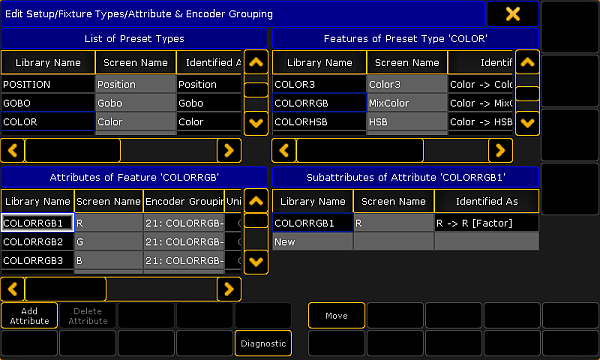 Edit Setup/Fixture Types/Attribute & Encoder Grouping
List of Preset Types
Library Name Screen Name Identified A
POSITION Position Position
GOBO Gobo Gobo
COLOR Color Color
Features of Preset Type 'COLOR'
Library Name Screen Name Identif
COLOR3 Color3 Color -> Col
COLORRGB MixColor Color -> Mix
COLORHSB HSB Color -> HSB
Attributes of Feature 'COLORRGB'
Library Name Screen Name Encoder Groupin Uni
COLORRGB1 R 21: COLORRGB-
COLORRGB2 G 21: COLORRGB-
COLORRGB3 B 21: COLORRGB-
Subattributes of Attribute 'COLORRGB1'
Library Name Screen Name Identified As
COLORRGB1 R R -> R [Factor]
New
Add Attribute
Delete Attribute
Move
Diagnostic